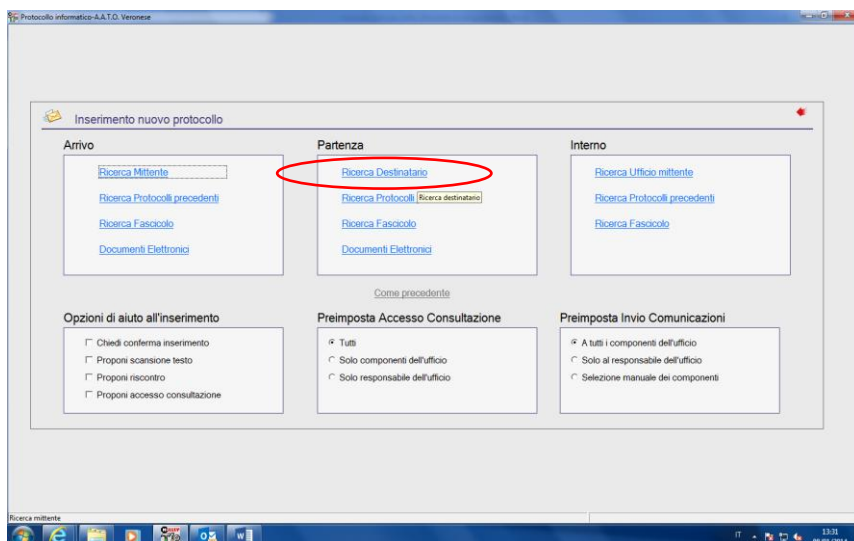 Protocollo informatico-A.A.T.O. Veronese
Inserimento nuovo protocollo
Arrivo
Ricerca Mittente
Ricerca Protocolli precedenti
Ricerca Fascicolo
Documenti Elettronici
Partenza
Ricerca Destinatario
Ricerca Protocolli
Ricerca destinatario
Ricerca Fascicolo
Documenti Elettronici
Interno
Ricerca Ufficio mittente
Ricerca Protocolli precedenti
Ricerca Fascicolo
Come precedente
Opzioni di aiuto all'inserimento
Chiedi conferma inserimento
Proponi scansione testo
Proponi riscontro
Proponi accesso consultazione
Preimposta Accesso Consultazione
Tutti
Solo componenti dell'ufficio
Solo responsabile dell'ufficio
Preimposta Invio Comunicazioni
A tutti i componenti dell'ufficio
Solo al responsabile dell'ufficio
Selezione manuale dei componenti
Ricerca mittente
IT
13:31